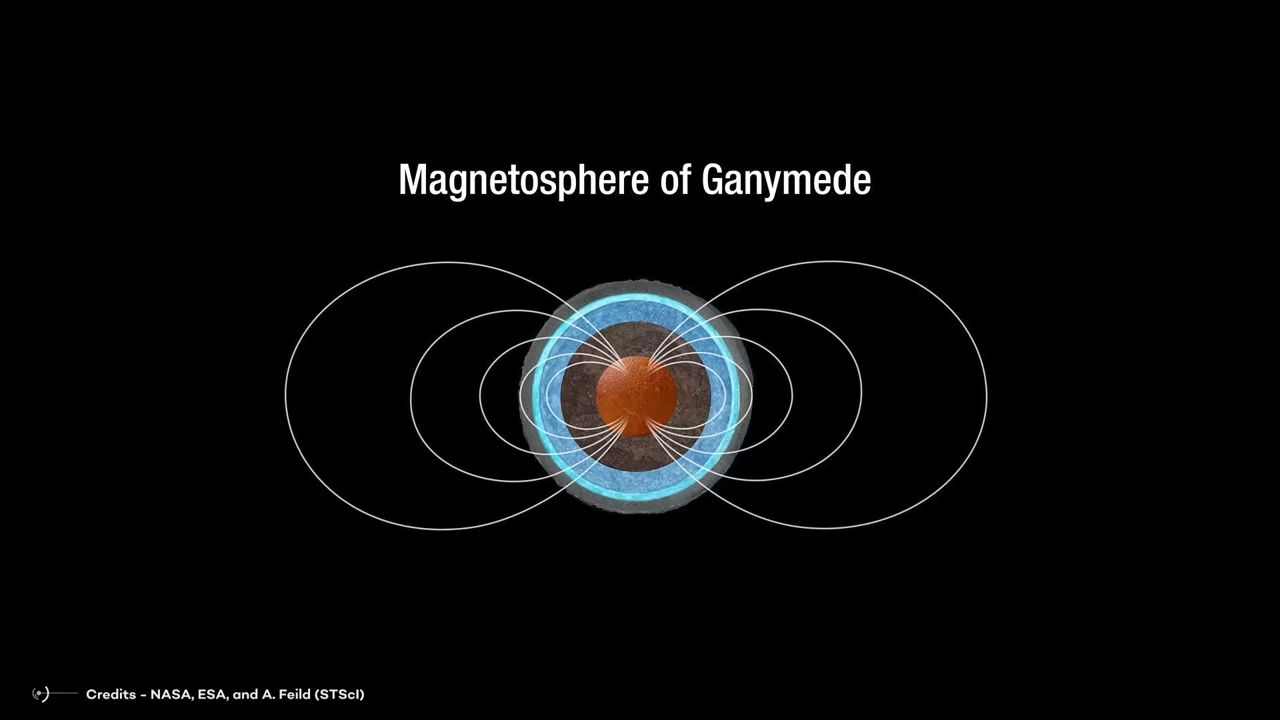 Magnetosphere of Ganymede
Credits - NASA, ESA, and A. Feild (STScI)